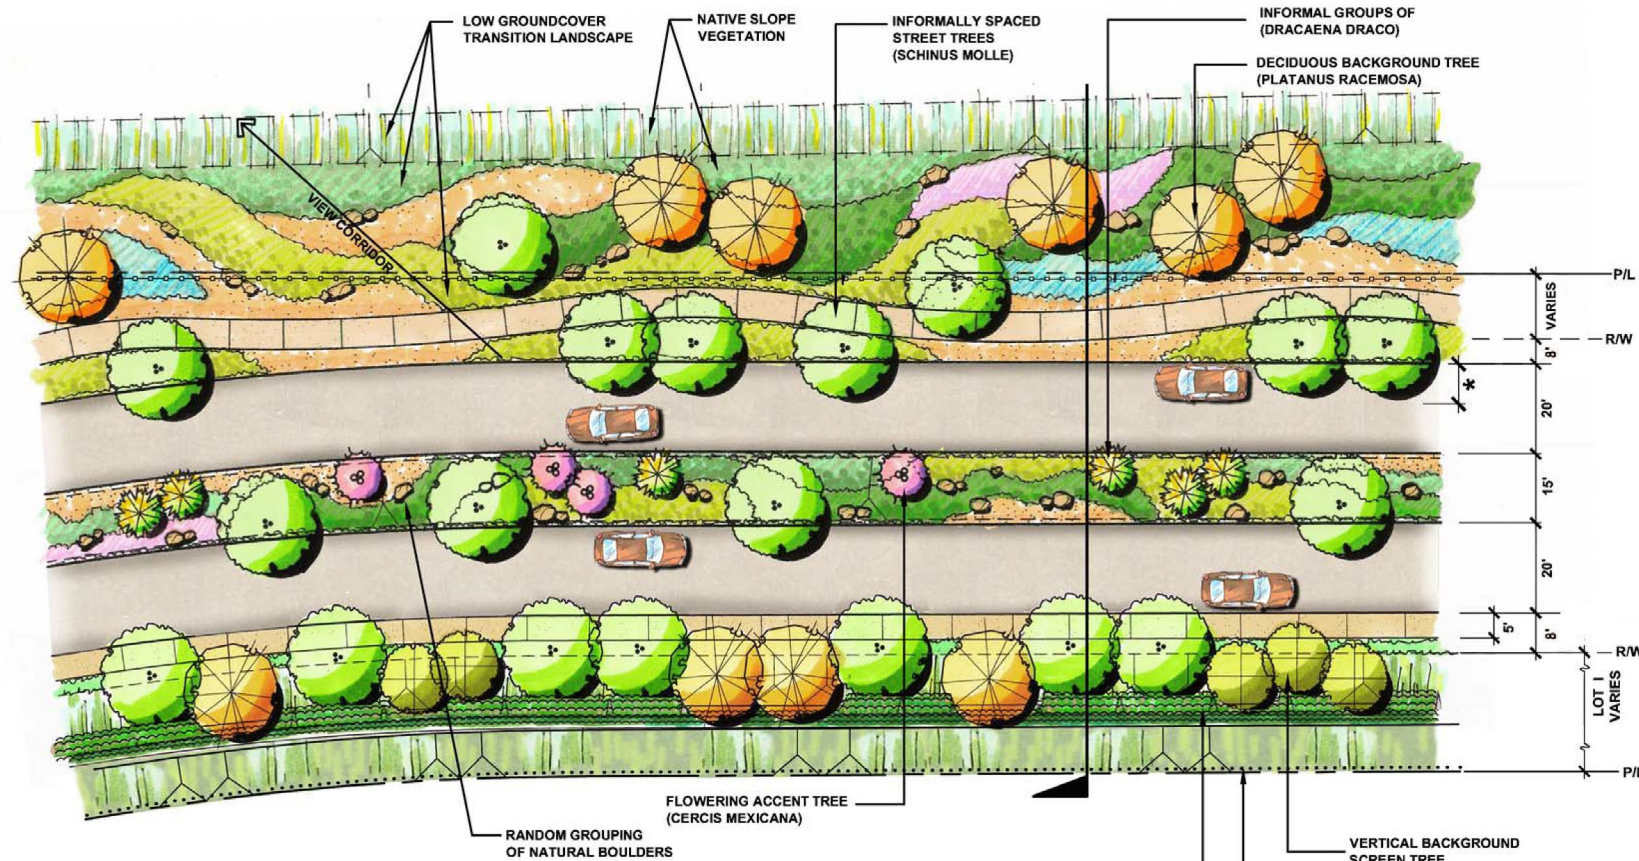 LOW GROUNDCOVER
TRANSITION LANDSCAPE
NATIVE SLOPE
VEGETATION
INFORMALLY SPACED
STREET TREES
(SCHINUS MOLLE)
INFORMAL GROUPS OF
(DRACAENA DRACO)
DECIDUOUS BACKGROUND TREE
(PLATANUS RACEMOSA)
VIEW CORRIDOR
P/L
VARIES
R/W
8'
*
20'
15'
20'
5'
8'
R/W
LOT I
VARIES
P/L
FLOWERING ACCENT TREE
(CERCIS MEXICANA)
RANDOM GROUPING
OF NATURAL BOULDERS
VERTICAL BACKGROUND
SCREEN TREE